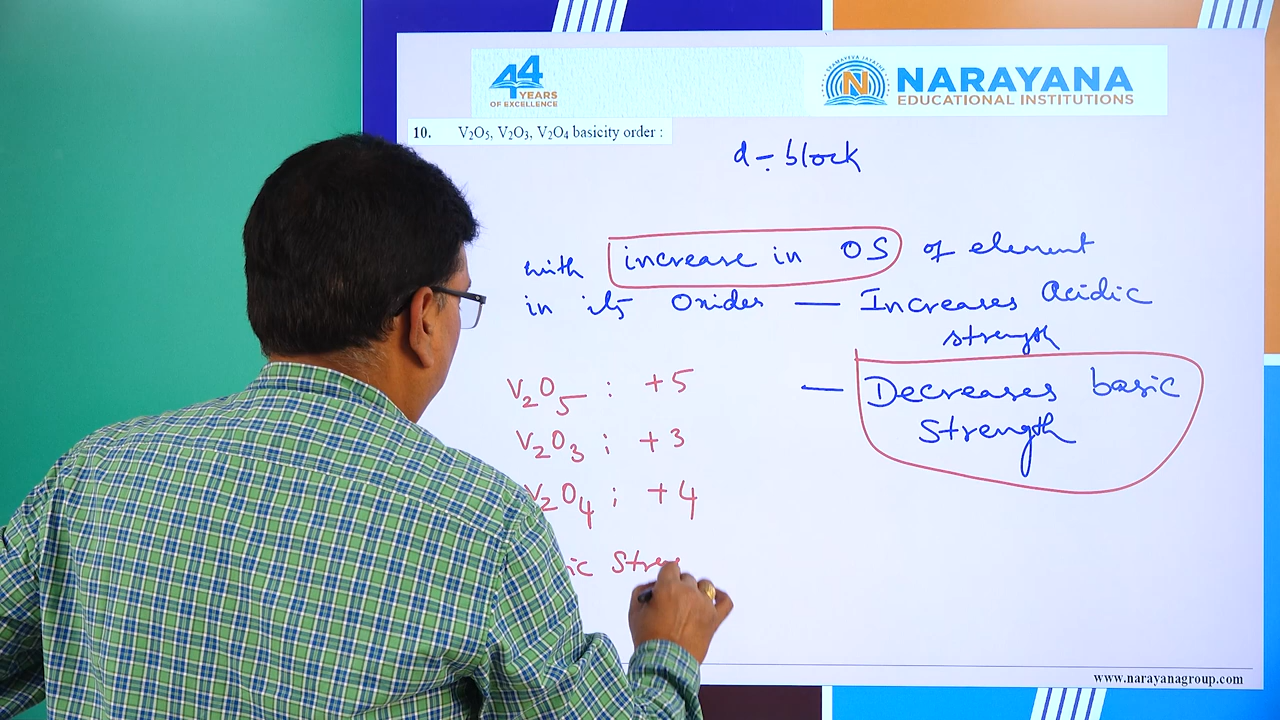 44
YEARS
OF EXCELLENCE
N
NARAYANA
EDUCATIONAL INSTITUTIONS
10. V₂O₅, V₂O₃, V₂O₄ basicity order :
d - block
with increase in OS of element
in its Oxides — Increases Acidic
strength
V₂O₅ : +5
— Decreases basic
Strength
V₂O₃ ; +3
V₂O₄ ; +4
www.narayanagroup.com